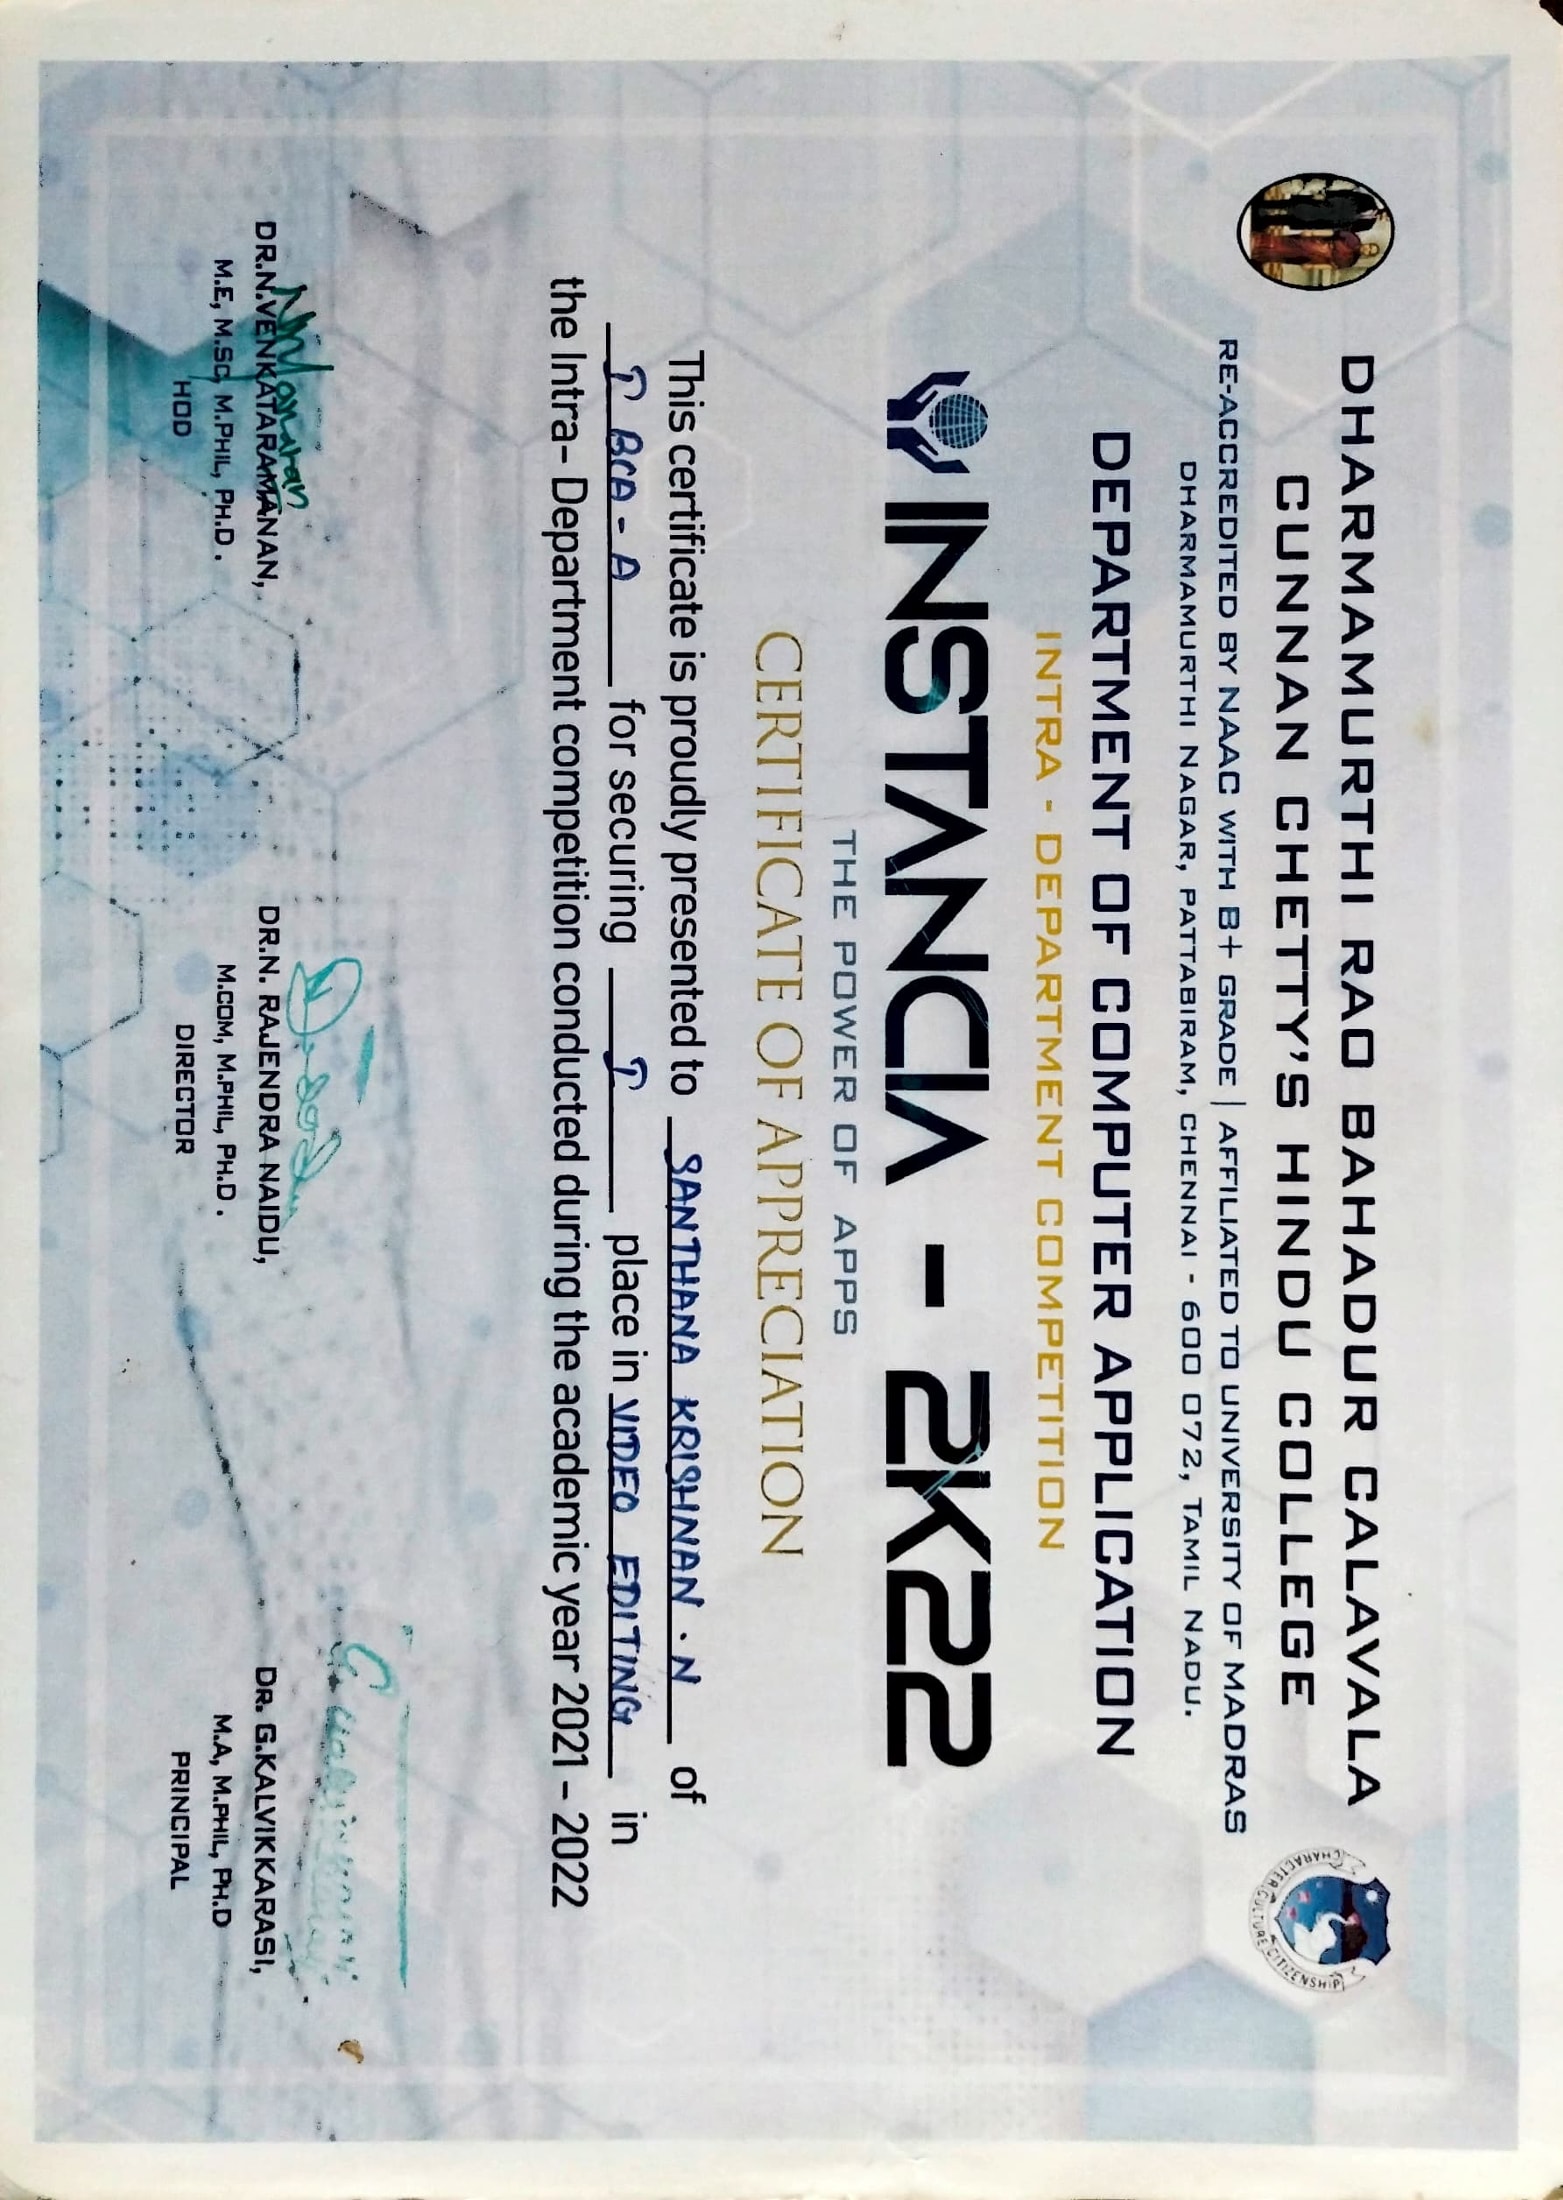 DHARMAMURTHI RAO BAHADUR CALAVALA
CUNNAN CHETTY'S HINDU COLLEGE
CHARACTER CULTURE CITIZENSHIP
RE-ACCREDITED BY NAAC WITH B+ GRADE | AFFILIATED TO UNIVERSITY OF MADRAS
DHARMAMURTHI NAGAR, PATTABIRAM, CHENNAI - 600 072, TAMIL NADU.
DEPARTMENT OF COMPUTER APPLICATION
INTRA - DEPARTMENT COMPETITION
INSTANCIA - 2K22
THE POWER OF APPS
CERTIFICATE OF APPRECIATION
This certificate is proudly presented to SANTHANA KRISHNAN . N of
I BCA - A for securing I place in VIDEO EDITING in
the Intra- Department competition conducted during the academic year 2021 - 2022
DR.N.VENKATARAMANAN, DR.N. RAJENDRA NAIDU, DR. G.KALVIKKARASI,
M.E, M.SC, M.PHIL, PH.D. M.COM, M.PHIL, PH.D. M.A, M.PHIL, PH.D
HOD DIRECTOR PRINCIPAL